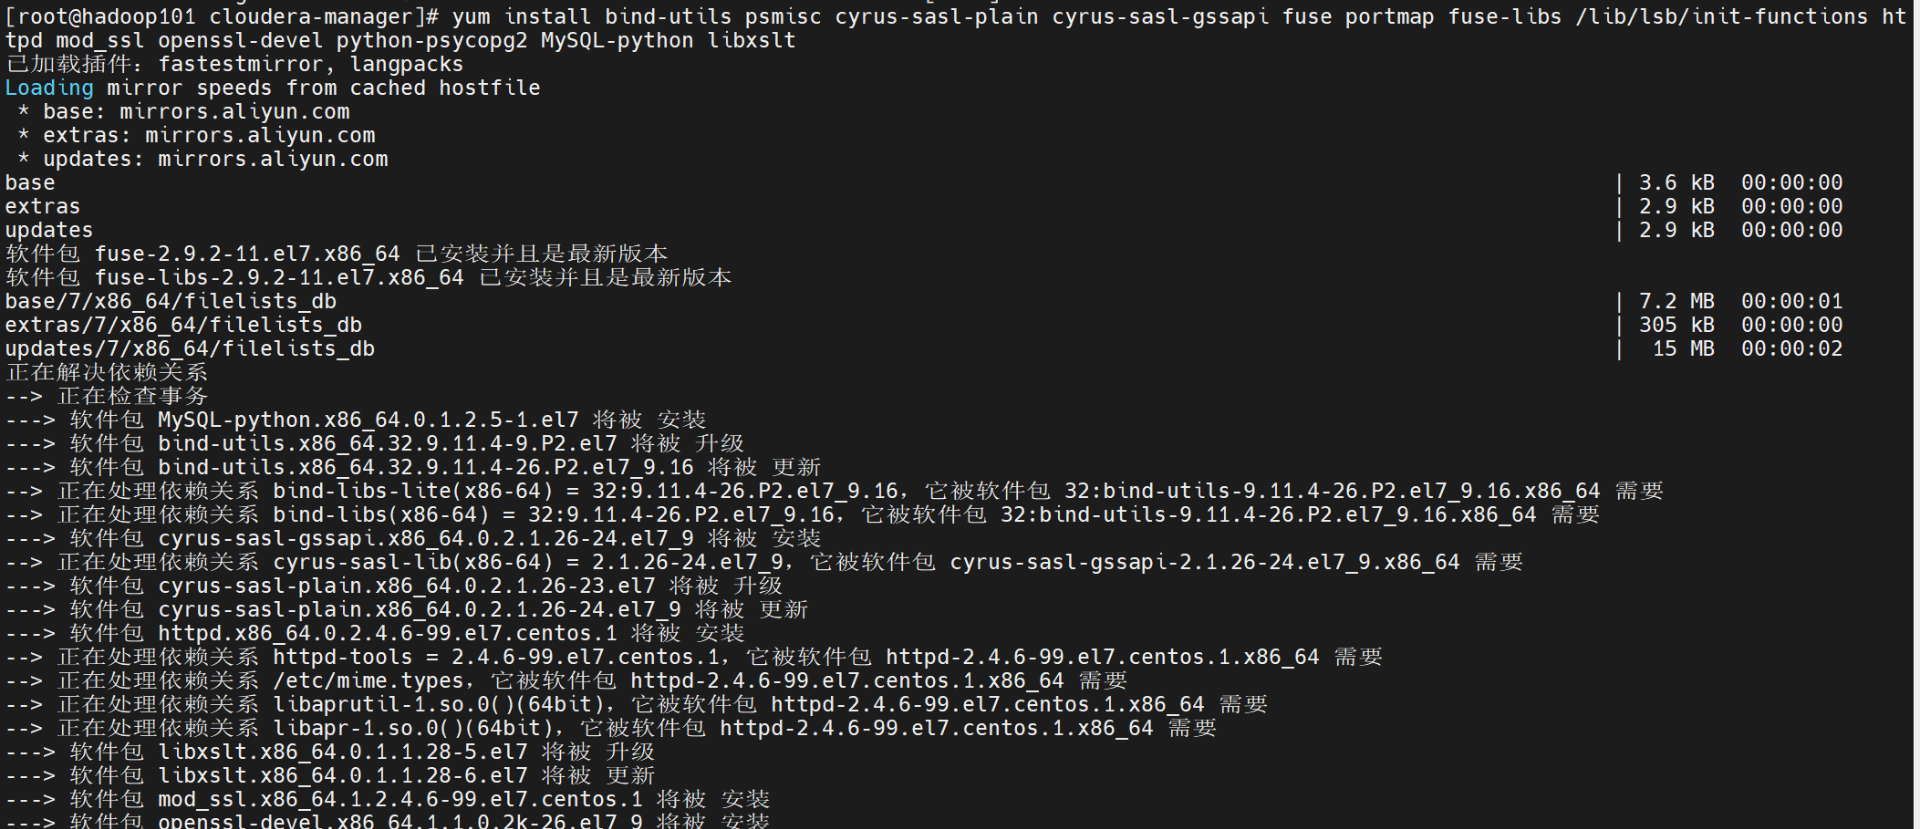 [root@hadoop101 cloudera-manager]# yum install bind-utils psmisc cyrus-sasl-plain cyrus-sasl-gssapi fuse portmap fuse-libs /lib/lsb/init-functions ht
tpd mod_ssl openssl-devel python-psycopg2 MySQL-python libxslt
已加载插件：fastestmirror, langpacks
Loading mirror speeds from cached hostfile
 * base: mirrors.aliyun.com
 * extras: mirrors.aliyun.com
 * updates: mirrors.aliyun.com
base | 3.6 kB 00:00:00
extras | 2.9 kB 00:00:00
updates | 2.9 kB 00:00:00
软件包 fuse-2.9.2-11.el7.x86_64 已安装并且是最新版本
软件包 fuse-libs-2.9.2-11.el7.x86_64 已安装并且是最新版本
base/7/x86_64/filelists_db | 7.2 MB 00:00:01
extras/7/x86_64/filelists_db | 305 kB 00:00:00
updates/7/x86_64/filelists_db | 15 MB 00:00:02
正在解决依赖关系
--> 正在检查事务
---> 软件包 MySQL-python.x86_64.0.1.2.5-1.el7 将被 安装
---> 软件包 bind-utils.x86_64.32.9.11.4-9.P2.el7 将被 升级
---> 软件包 bind-utils.x86_64.32.9.11.4-26.P2.el7_9.16 将被 更新
--> 正在处理依赖关系 bind-libs-lite(x86-64) = 32:9.11.4-26.P2.el7_9.16，它被软件包 32:bind-utils-9.11.4-26.P2.el7_9.16.x86_64 需要
--> 正在处理依赖关系 bind-libs(x86-64) = 32:9.11.4-26.P2.el7_9.16，它被软件包 32:bind-utils-9.11.4-26.P2.el7_9.16.x86_64 需要
---> 软件包 cyrus-sasl-gssapi.x86_64.0.2.1.26-24.el7_9 将被 安装
--> 正在处理依赖关系 cyrus-sasl-lib(x86-64) = 2.1.26-24.el7_9，它被软件包 cyrus-sasl-gssapi-2.1.26-24.el7_9.x86_64 需要
---> 软件包 cyrus-sasl-plain.x86_64.0.2.1.26-23.el7 将被 升级
---> 软件包 cyrus-sasl-plain.x86_64.0.2.1.26-24.el7_9 将被 更新
---> 软件包 httpd.x86_64.0.2.4.6-99.el7.centos.1 将被 安装
--> 正在处理依赖关系 httpd-tools = 2.4.6-99.el7.centos.1，它被软件包 httpd-2.4.6-99.el7.centos.1.x86_64 需要
--> 正在处理依赖关系 /etc/mime.types，它被软件包 httpd-2.4.6-99.el7.centos.1.x86_64 需要
--> 正在处理依赖关系 libaprutil-1.so.0()(64bit)，它被软件包 httpd-2.4.6-99.el7.centos.1.x86_64 需要
--> 正在处理依赖关系 libapr-1.so.0()(64bit)，它被软件包 httpd-2.4.6-99.el7.centos.1.x86_64 需要
---> 软件包 libxslt.x86_64.0.1.1.28-5.el7 将被 升级
---> 软件包 libxslt.x86_64.0.1.1.28-6.el7 将被 更新
---> 软件包 mod_ssl.x86_64.1.2.4.6-99.el7.centos.1 将被 安装
---> 软件包 openssl-devel.x86_64.1.1.0.2k-26.el7_9 将被 安装